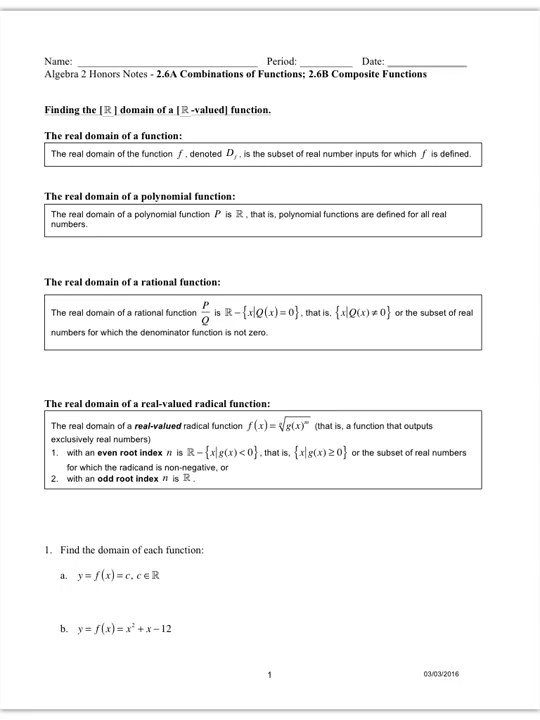 Name: ______________________________ Period: __________ Date: ______________
Algebra 2 Honors Notes - 2.6A Combinations of Functions; 2.6B Composite Functions
Finding the [ℝ] domain of a [ℝ-valued] function.
The real domain of a function:
The real domain of the function f, denoted D_f, is the subset of real number inputs for which f is defined.
The real domain of a polynomial function:
The real domain of a polynomial function P is ℝ, that is, polynomial functions are defined for all real
numbers.
The real domain of a rational function:
The real domain of a rational function P/Q is ℝ − {x|Q(x) = 0}, that is, {x|Q(x) ≠ 0} or the subset of real
numbers for which the denominator function is not zero.
The real domain of a real-valued radical function:
The real domain of a real-valued radical function f(x) = ⁿ√g(x)ᵐ (that is, a function that outputs
exclusively real numbers)
1. with an even root index n is ℝ − {x|g(x) < 0}, that is, {x|g(x) ≥ 0} or the subset of real numbers
for which the radicand is non-negative, or
2. with an odd root index n is ℝ.
1. Find the domain of each function:
a. y = f(x) = c, c ∈ ℝ
b. y = f(x) = x² + x − 12
1
03/03/2016